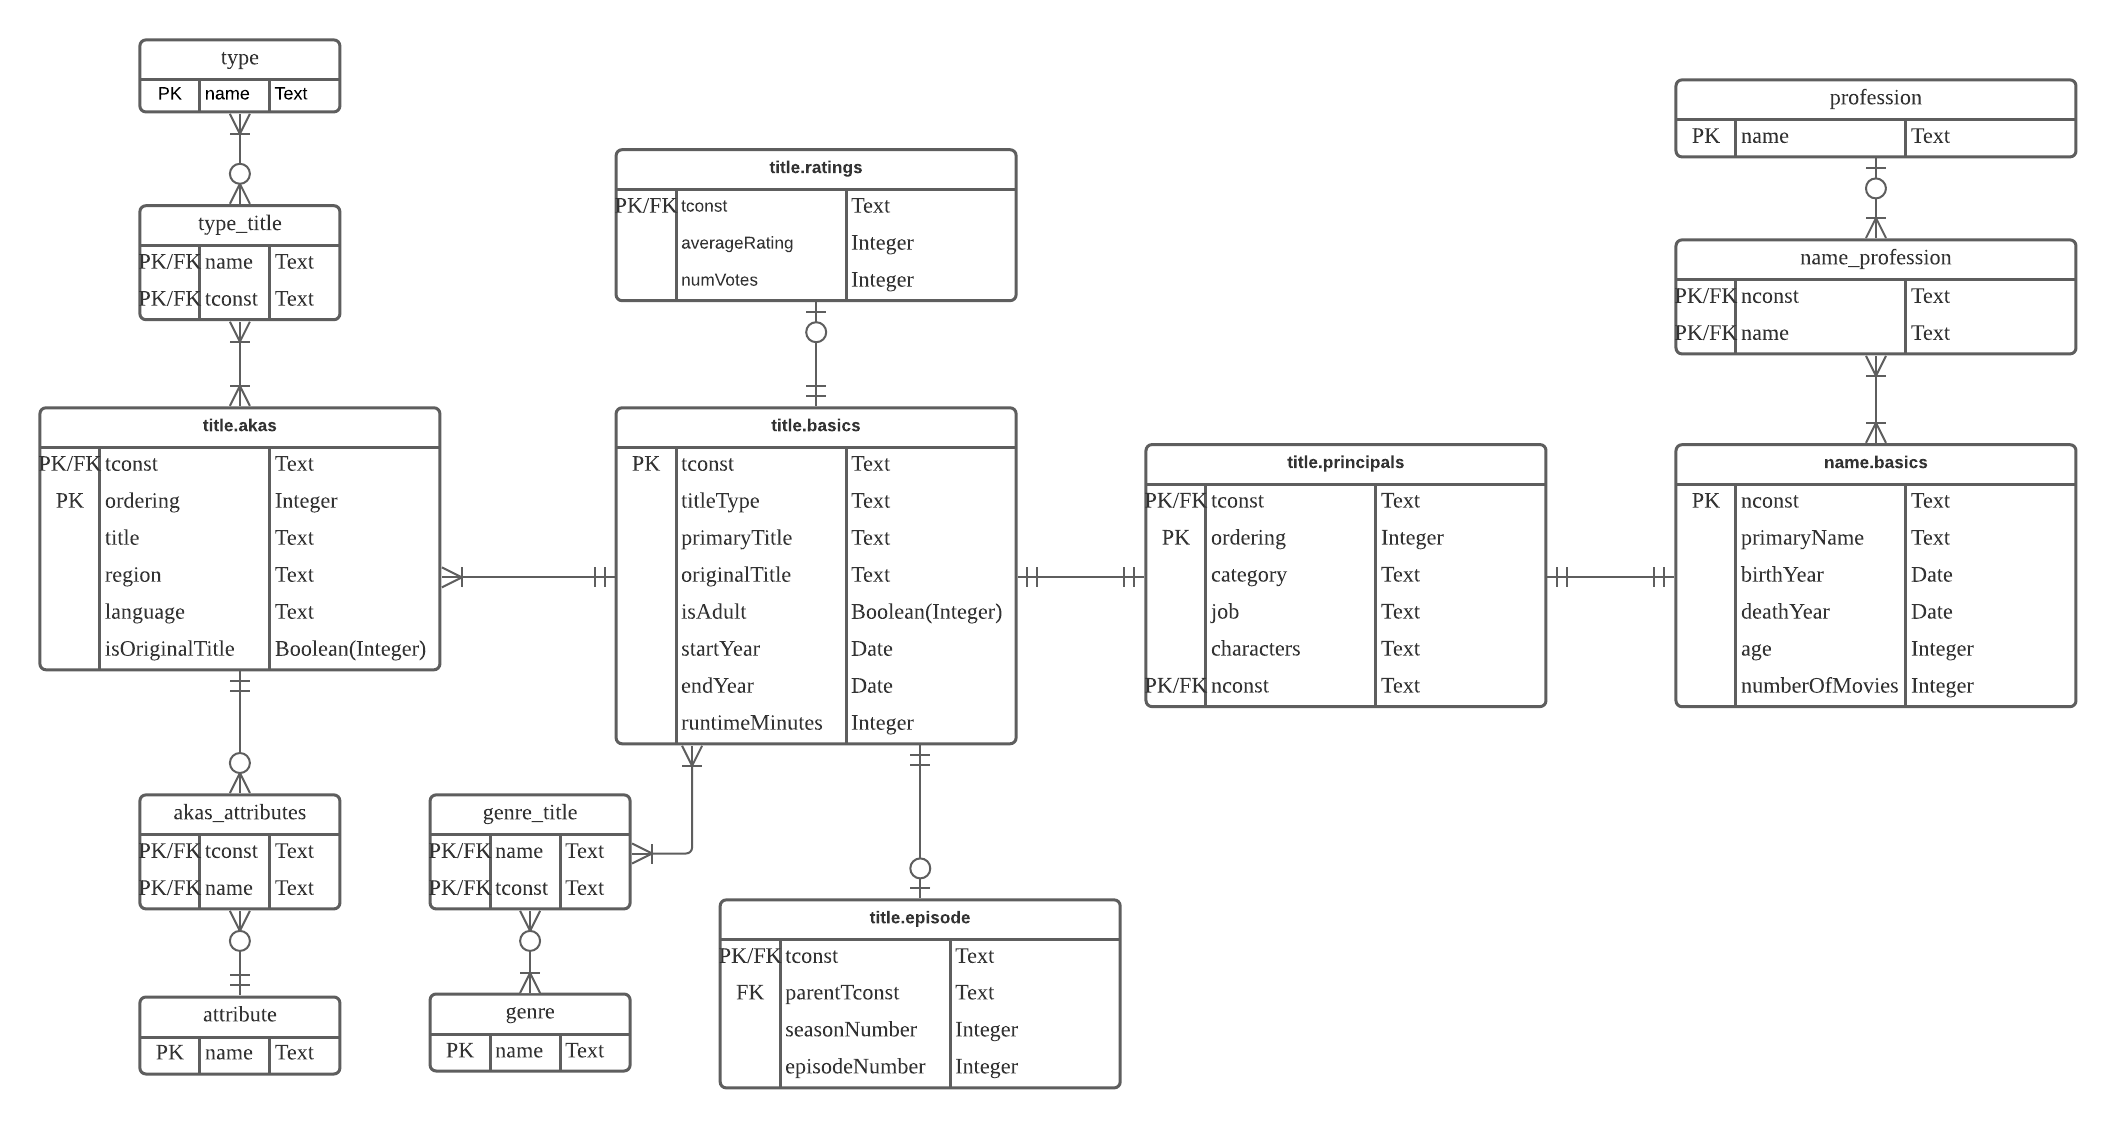 type
PK name Text
type_title
PK/FK name Text
PK/FK tconst Text
title.akas
PK/FK tconst Text
PK ordering Integer
title Text
region Text
language Text
isOriginalTitle Boolean(Integer)
akas_attributes
PK/FK tconst Text
PK/FK name Text
attribute
PK name Text
title.ratings
PK/FK tconst Text
averageRating Integer
numVotes Integer
title.basics
PK tconst Text
titleType Text
primaryTitle Text
originalTitle Text
isAdult Boolean(Integer)
startYear Date
endYear Date
runtimeMinutes Integer
genre_title
PK/FK name Text
PK/FK tconst Text
genre
PK name Text
title.episode
PK/FK tconst Text
FK parentTconst Text
seasonNumber Integer
episodeNumber Integer
title.principals
PK/FK tconst Text
PK ordering Integer
category Text
job Text
characters Text
PK/FK nconst Text
profession
PK name Text
name_profession
PK/FK nconst Text
PK/FK name Text
name.basics
PK nconst Text
primaryName Text
birthYear Date
deathYear Date
age Integer
numberOfMovies Integer